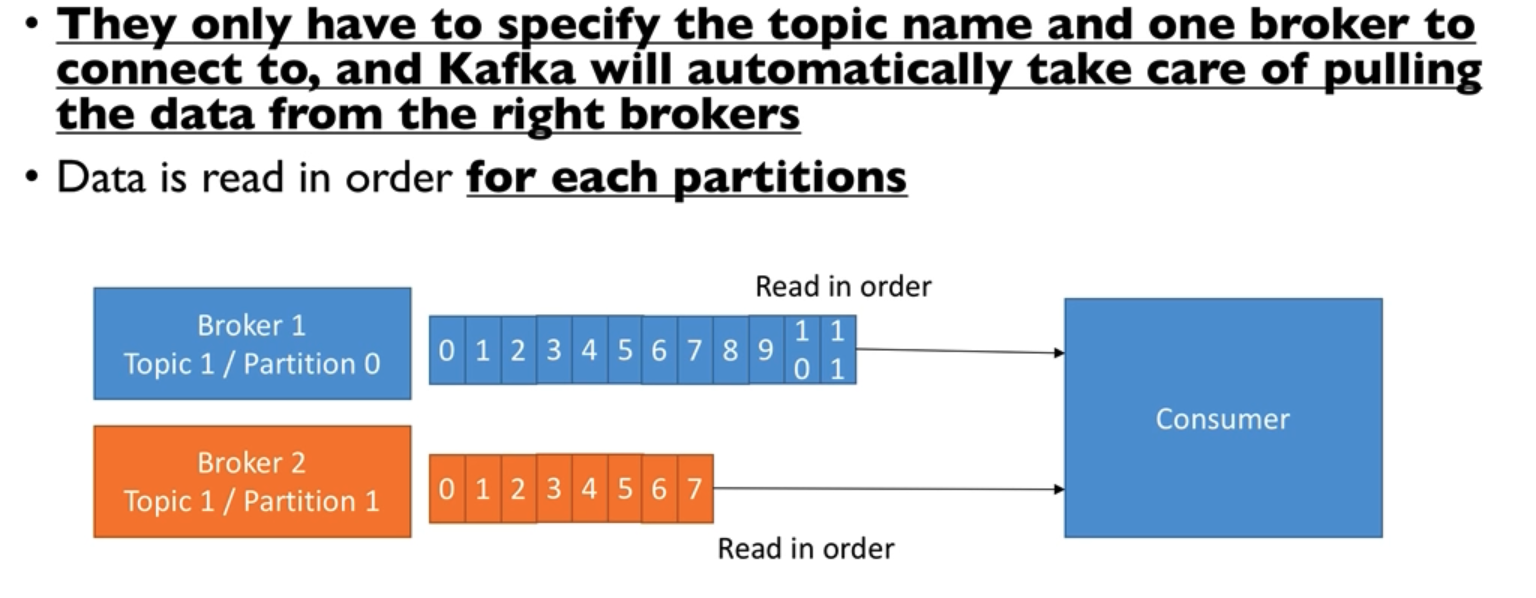 • They only have to specify the topic name and one broker to
connect to, and Kafka will automatically take care of pulling
the data from the right brokers
• Data is read in order for each partitions
Read in order
Broker 1
Topic 1 / Partition 0
0 1 2 3 4 5 6 7 8 9 10 11
Consumer
Broker 2
Topic 1 / Partition 1
0 1 2 3 4 5 6 7
Read in order